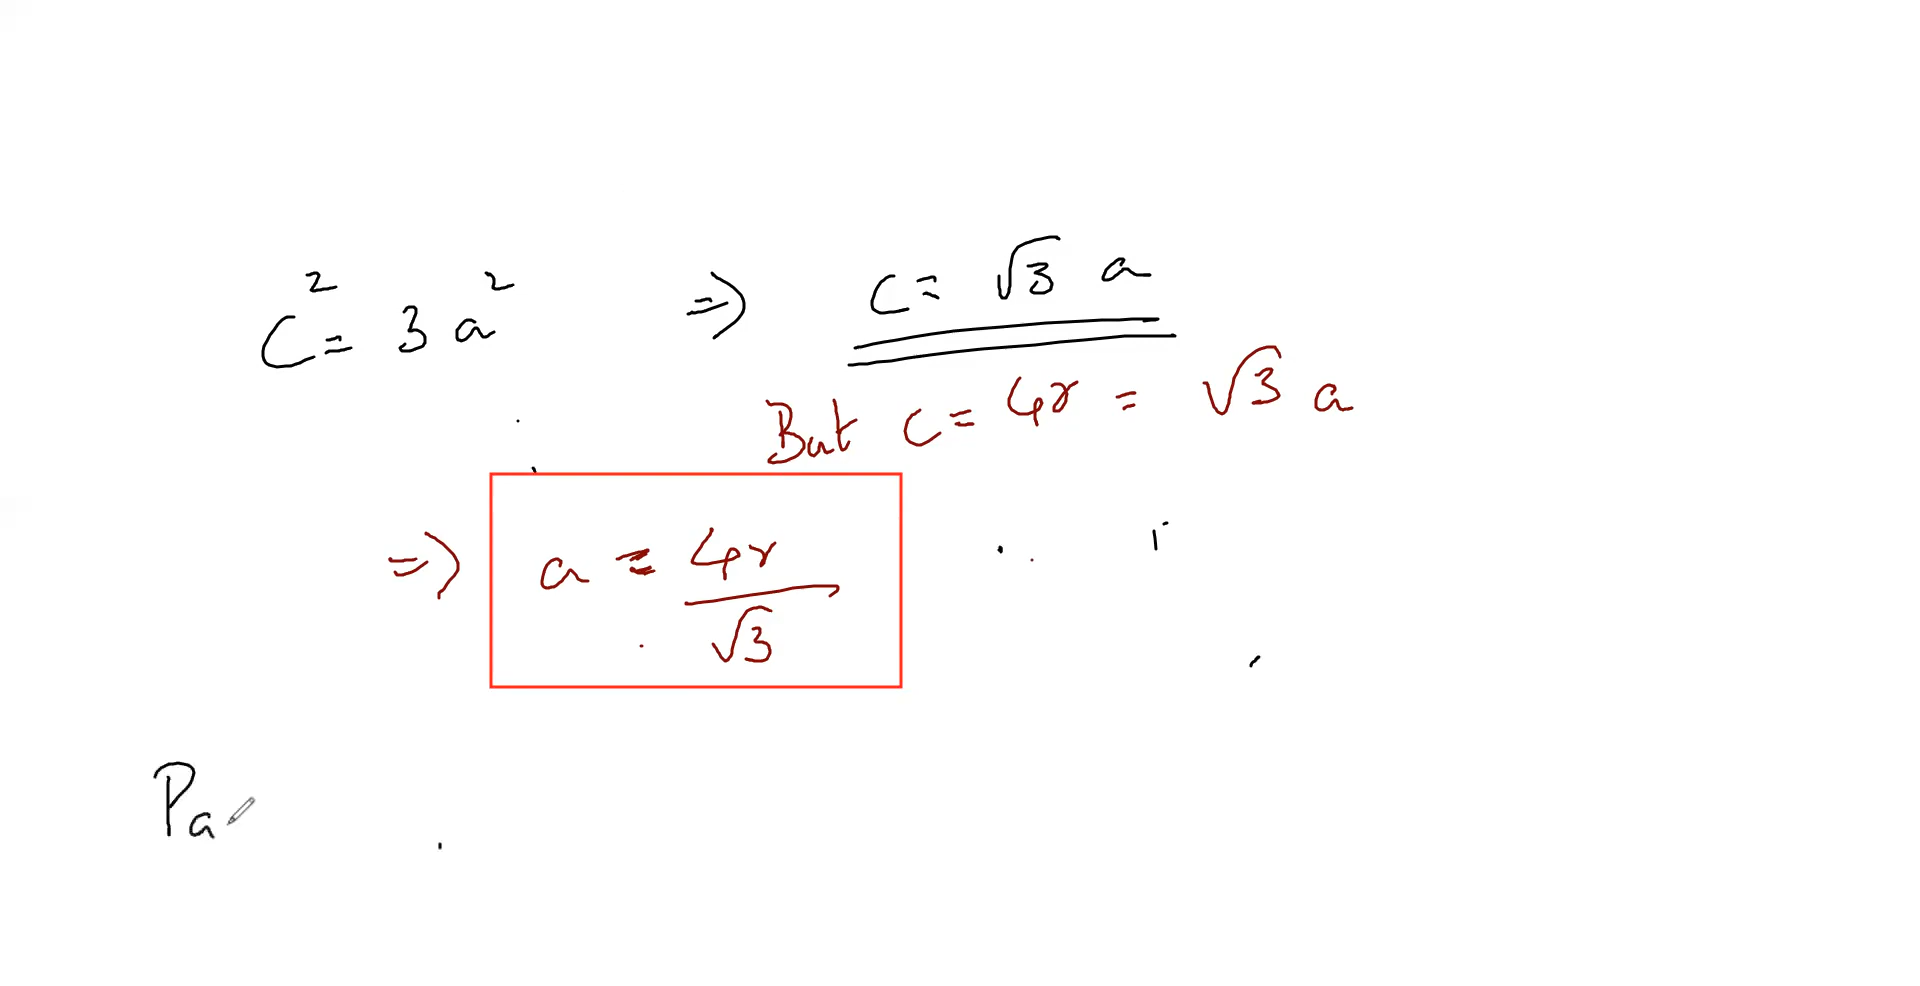 C² = 3a² ⇒ C = √3 a
But C = 4r = √3 a
⇒ a = 4r/√3
Pa